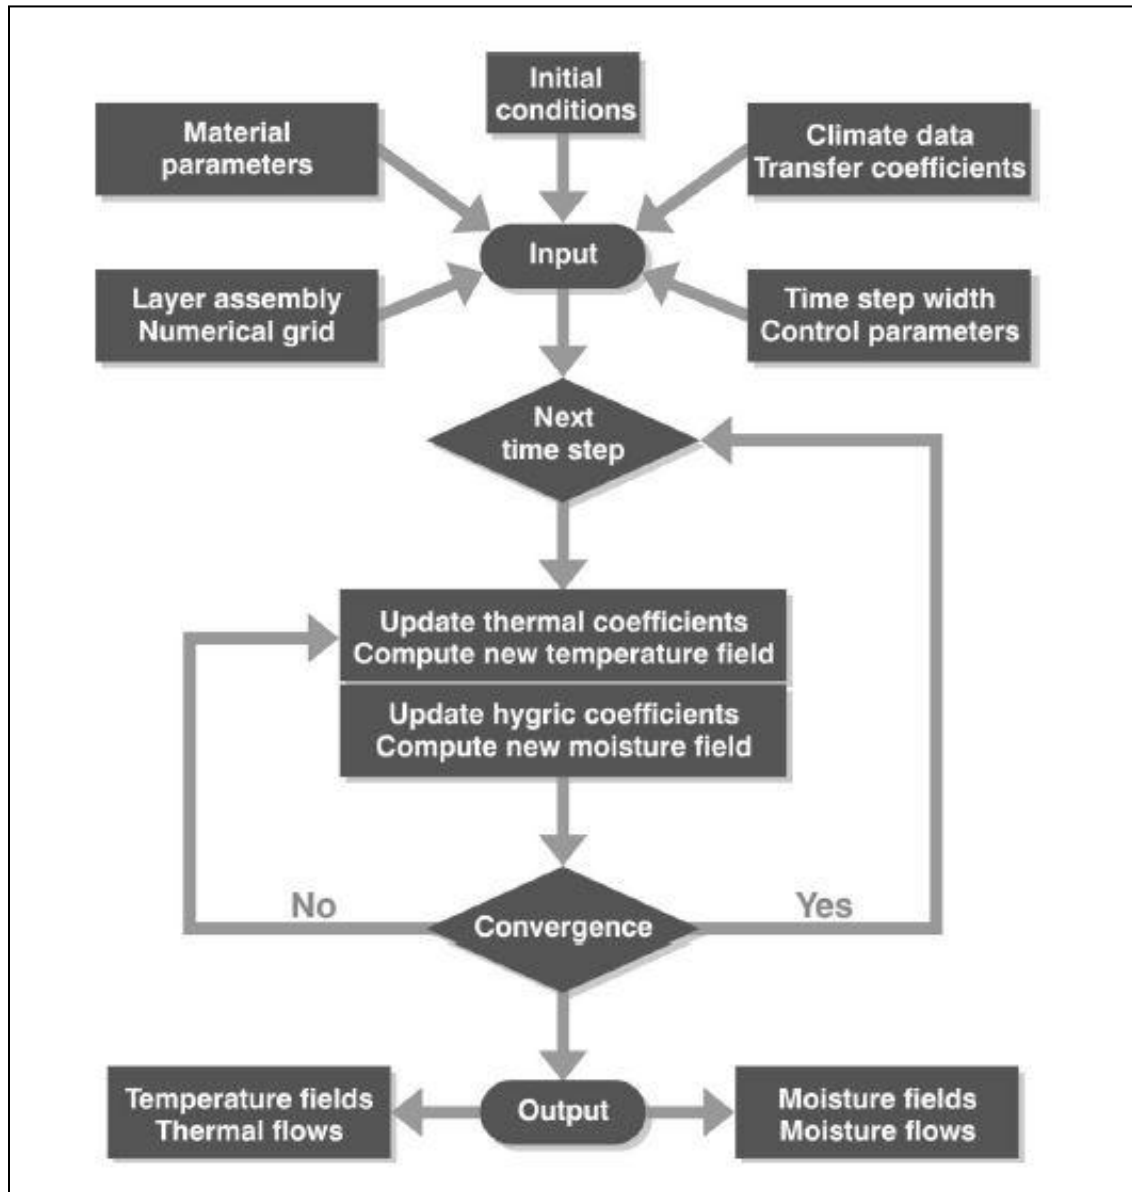 Initial
conditions
Material
parameters
Climate data
Transfer coefficients
Input
Layer assembly
Numerical grid
Time step width
Control parameters
Next
time step
Update thermal coefficients
Compute new temperature field
Update hygric coefficients
Compute new moisture field
No
Yes
Convergence
Temperature fields
Thermal flows
Output
Moisture fields
Moisture flows